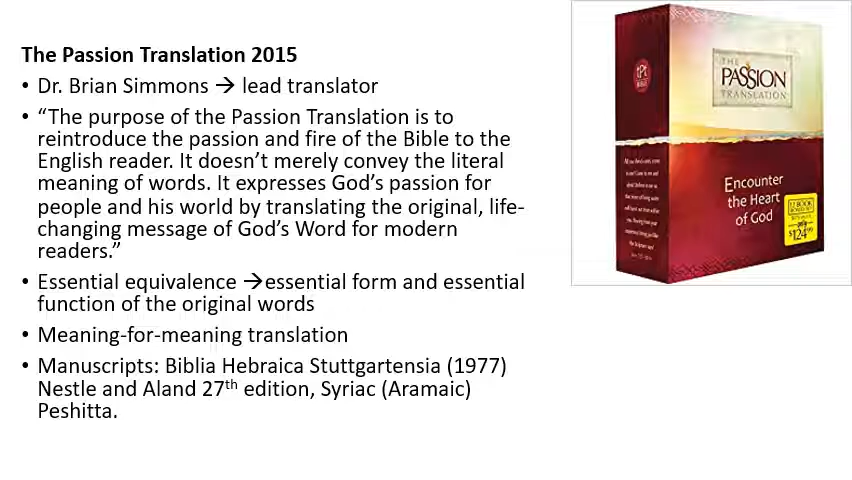 The Passion Translation 2015
• Dr. Brian Simmons → lead translator
• “The purpose of the Passion Translation is to
reintroduce the passion and fire of the Bible to the
English reader. It doesn’t merely convey the literal
meaning of words. It expresses God’s passion for
people and his world by translating the original, life-
changing message of God’s Word for modern
readers.”
• Essential equivalence →essential form and essential
function of the original words
• Meaning-for-meaning translation
• Manuscripts: Biblia Hebraica Stuttgartensia (1977)
Nestle and Aland 27th edition, Syriac (Aramaic)
Peshitta.
tPt
THE
PASSION
TRANSLATION
Encounter
the Heart
of God
12 BOOK
$124.99